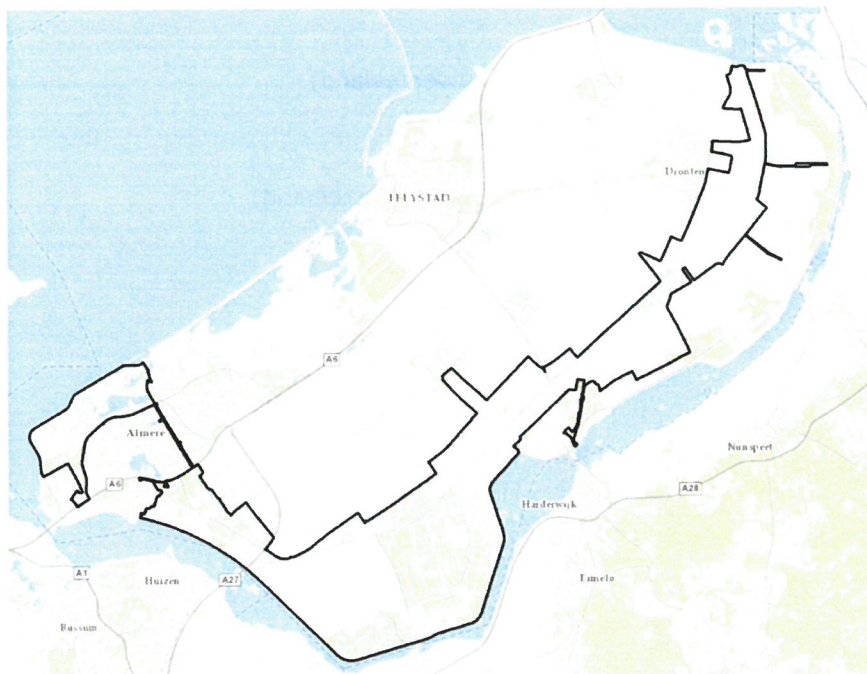 Dronten
LELYSTAD
A6
Almere
A6
Nunspeet
A28
Harderwijk
A1
Huizen
A27
Ermelo
Bussum